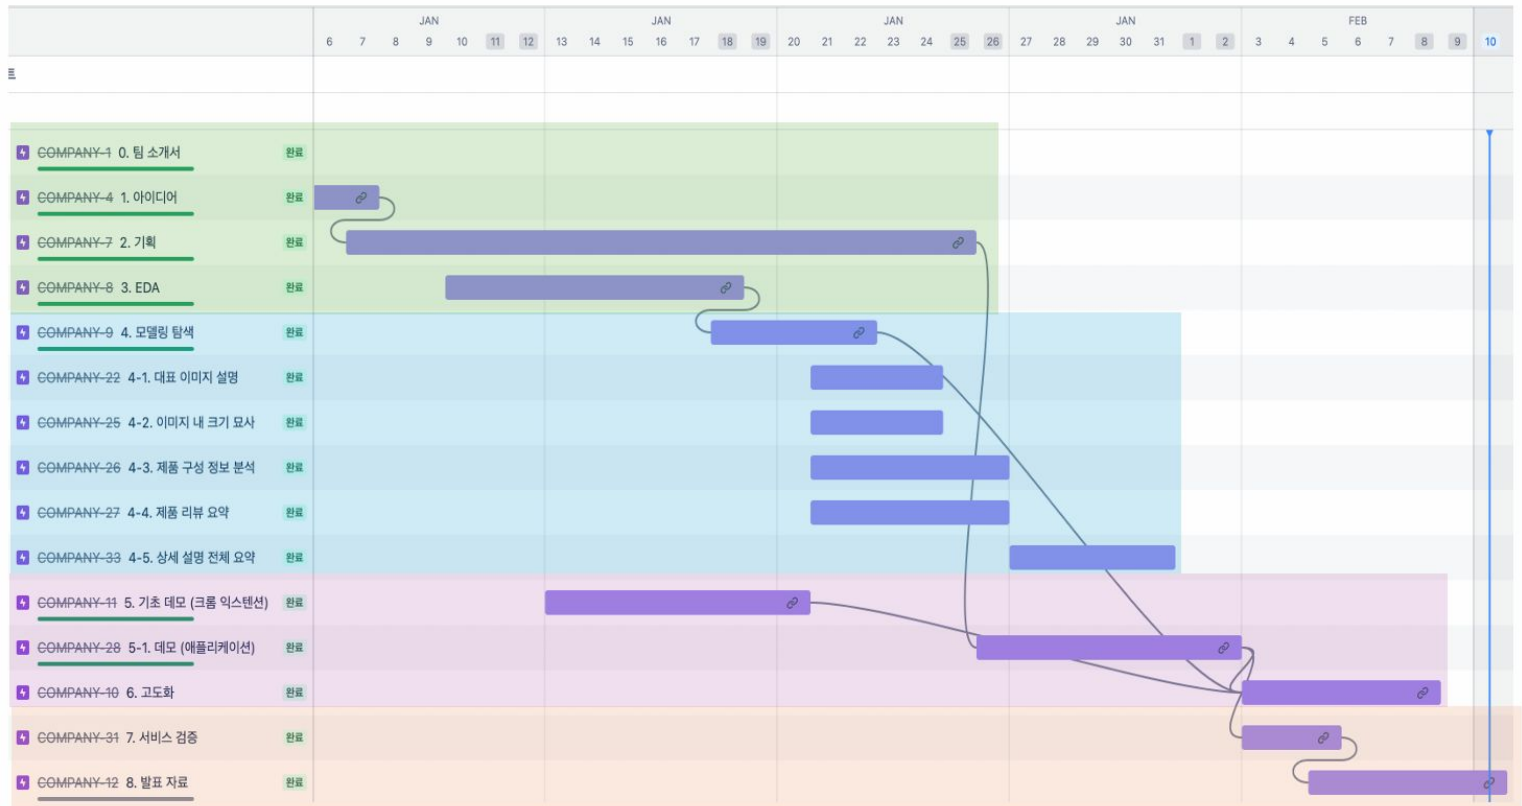 JAN JAN JAN JAN FEB
6 7 8 9 10 11 12 13 14 15 16 17 18 19 20 21 22 23 24 25 26 27 28 29 30 31 1 2 3 4 5 6 7 8 9 10
트
COMPANY-1 0. 팀 소개서 완료
COMPANY-4 1. 아이디어 완료
COMPANY-7 2. 기획 완료
COMPANY-8 3. EDA 완료
COMPANY-9 4. 모델링 탐색 완료
COMPANY-22 4-1. 대표 이미지 설명 완료
COMPANY-25 4-2. 이미지 내 크기 묘사 완료
COMPANY-26 4-3. 제품 구성 정보 분석 완료
COMPANY-27 4-4. 제품 리뷰 요약 완료
COMPANY-33 4-5. 상세 설명 전체 요약 완료
COMPANY-11 5. 기초 데모 (크롬 익스텐션) 완료
COMPANY-28 5-1. 데모 (애플리케이션) 완료
COMPANY-10 6. 고도화 완료
COMPANY-31 7. 서비스 검증 완료
COMPANY-12 8. 발표 자료 완료